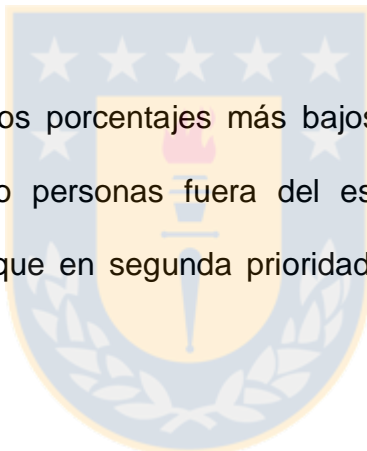 os porcentajes más bajos
o personas fuera del es
que en segunda prioridad